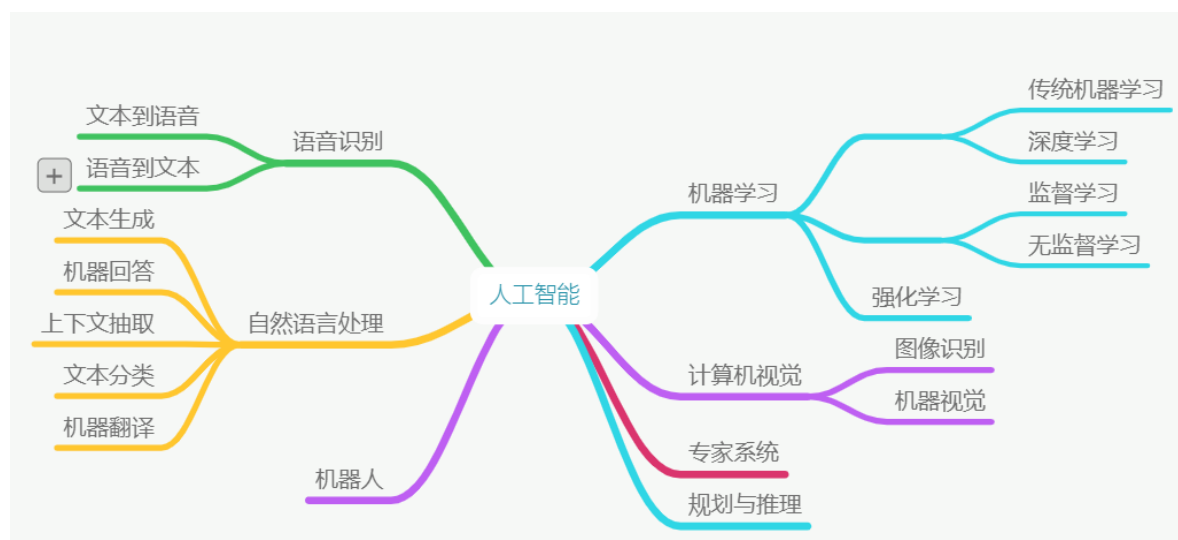 人工智能
语音识别
文本到语音
语音到文本
自然语言处理
文本生成
机器回答
上下文抽取
文本分类
机器翻译
机器人
机器学习
传统机器学习
深度学习
监督学习
无监督学习
强化学习
计算机视觉
图像识别
机器视觉
专家系统
规划与推理